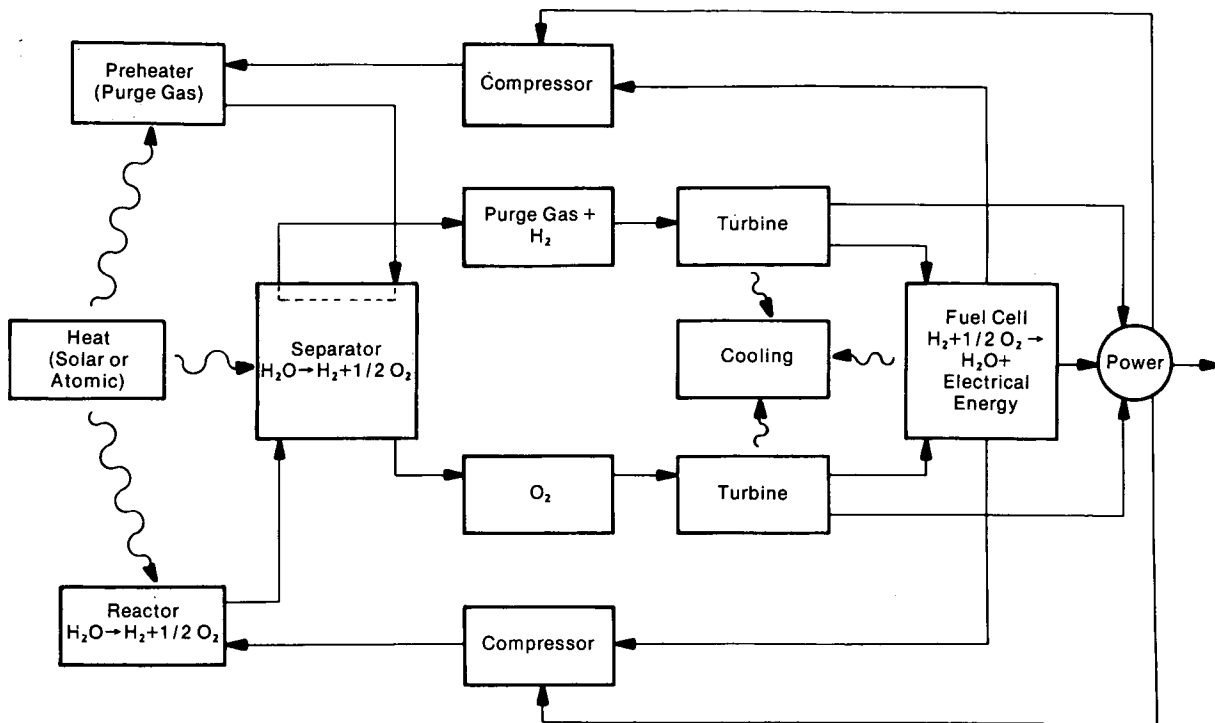 Preheater
(Purge Gas)
Compressor
Purge Gas +
H₂
Turbine
Heat
(Solar or
Atomic)
Separator
H₂O→H₂+1/2 O₂
Cooling
Fuel Cell
H₂+1/2 O₂→
H₂O+
Electrical
Energy
Power
O₂
Turbine
Reactor
H₂O→H₂+1/2 O₂
Compressor